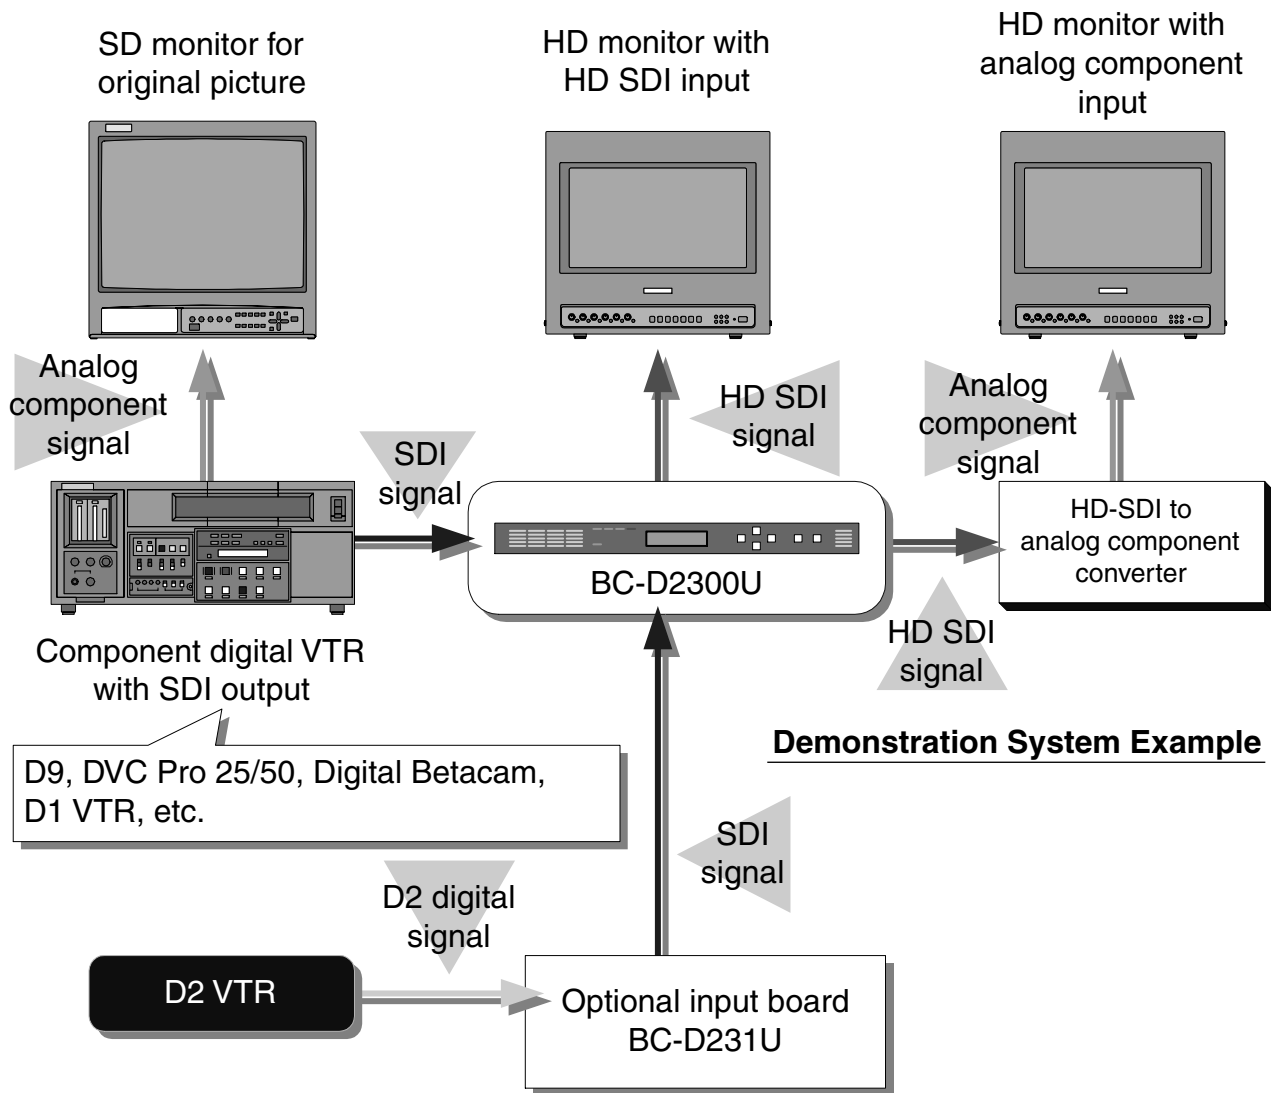 SD monitor for
original picture
HD monitor with
HD SDI input
HD monitor with
analog component
input
Analog
component
signal
SDI
signal
HD SDI
signal
Analog
component
signal
BC-D2300U
HD-SDI to
analog component
converter
HD SDI
signal
Component digital VTR
with SDI output
D9, DVC Pro 25/50, Digital Betacam,
D1 VTR, etc.
Demonstration System Example
SDI
signal
D2 digital
signal
D2 VTR
Optional input board
BC-D231U